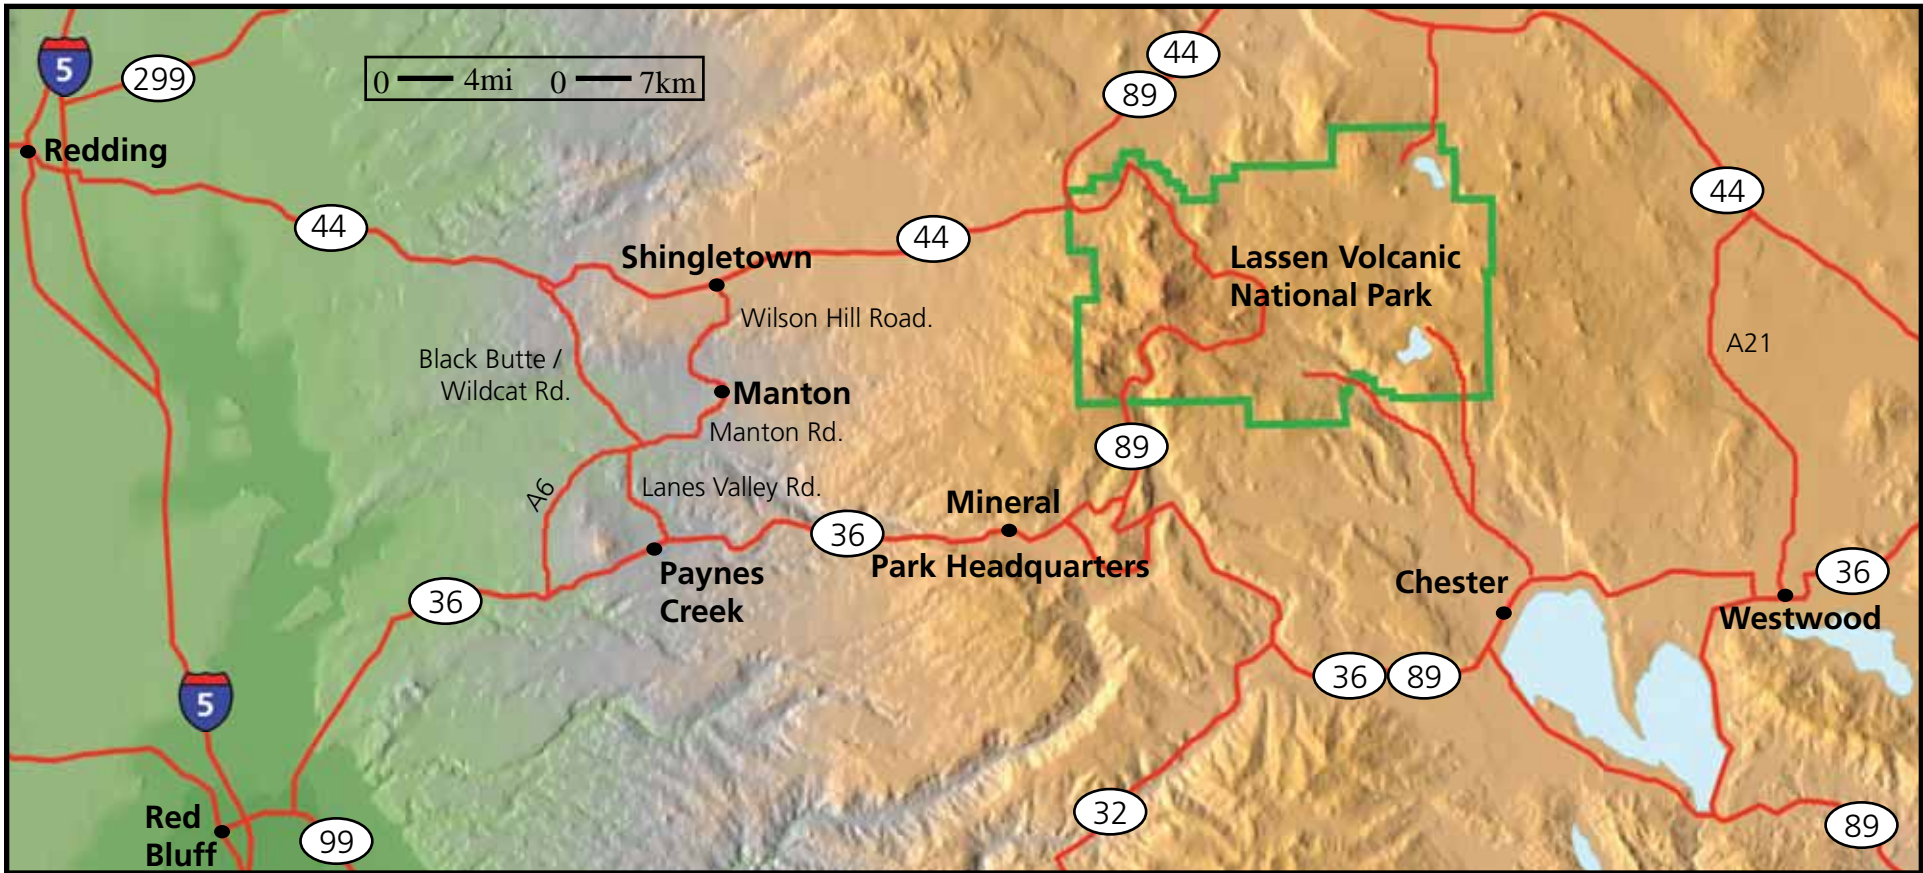 44
5
299
0 4mi 0 7km
89
Redding
44
44
44
Shingletown
Lassen Volcanic
National Park
Wilson Hill Road.
Black Butte /
Wildcat Rd.
A21
Manton
Manton Rd.
89
A6
Lanes Valley Rd.
Mineral
36
Park Headquarters
Paynes
Creek
36
Chester
36
Westwood
36
89
5
32
Red
Bluff
99
89